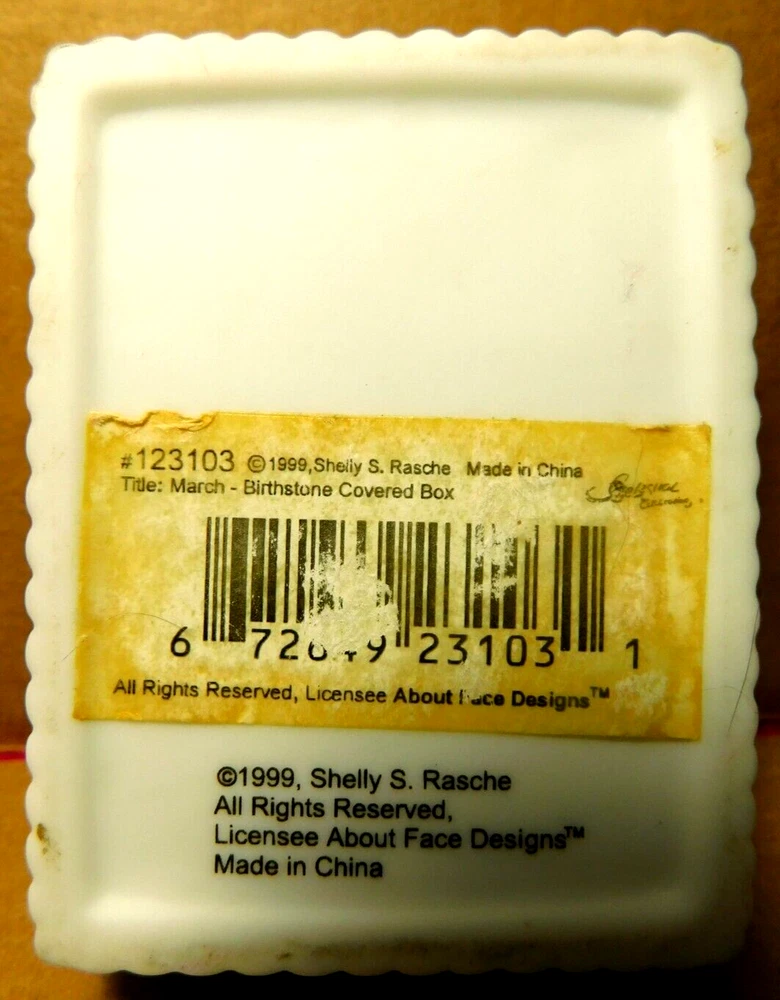 #123103 ©1999, Shelly S. Rasche Made in China
Title: March - Birthstone Covered Box
6 23103 1
All Rights Reserved, Licensee About Face Designs™
©1999, Shelly S. Rasche
All Rights Reserved,
Licensee About Face Designs™
Made in China